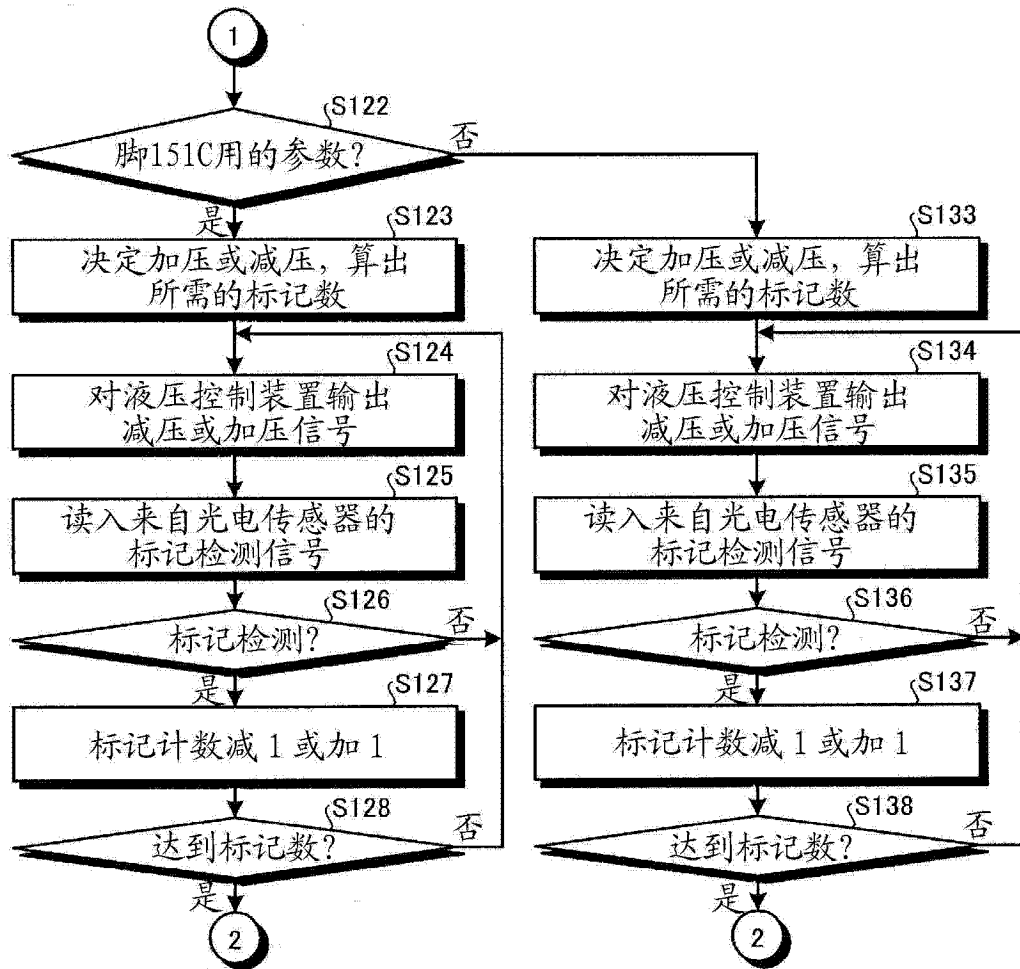 1
S122
脚151C用的参数?
否
是
S123
决定加压或减压，算出
所需的标记数
S124
对液压控制装置输出
减压或加压信号
S125
读入来自光电传感器的
标记检测信号
S126
标记检测?
否
是
S127
标记计数减1或加1
S128
达到标记数?
否
是
2
S133
决定加压或减压，算出
所需的标记数
S134
对液压控制装置输出
减压或加压信号
S135
读入来自光电传感器的
标记检测信号
S136
标记检测?
否
是
S137
标记计数减1或加1
S138
达到标记数?
否
是
2